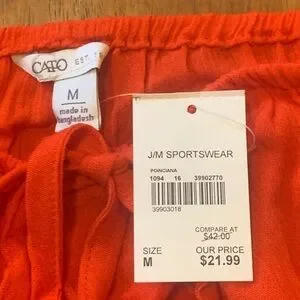 CATO EST.
M
made in
bangladesh
J/M SPORTSWEAR
POINCIANA
1094 16 39902770
39903018
COMPARE AT
$42.00
OUR PRICE
$21.99
SIZE
M